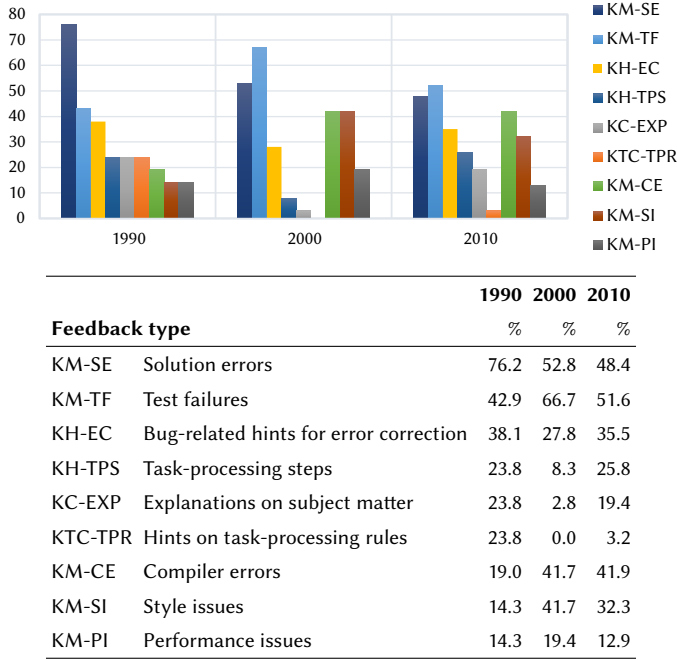 80
70
60
50
40
30
20
10
0
1990 2000 2010
KM-SE
KM-TF
KH-EC
KH-TPS
KC-EXP
KTC-TPR
KM-CE
KM-SI
KM-PI
1990 2000 2010
Feedback type % % %
KM-SE Solution errors 76.2 52.8 48.4
KM-TF Test failures 42.9 66.7 51.6
KH-EC Bug-related hints for error correction 38.1 27.8 35.5
KH-TPS Task-processing steps 23.8 8.3 25.8
KC-EXP Explanations on subject matter 23.8 2.8 19.4
KTC-TPR Hints on task-processing rules 23.8 0.0 3.2
KM-CE Compiler errors 19.0 41.7 41.9
KM-SI Style issues 14.3 41.7 32.3
KM-PI Performance issues 14.3 19.4 12.9